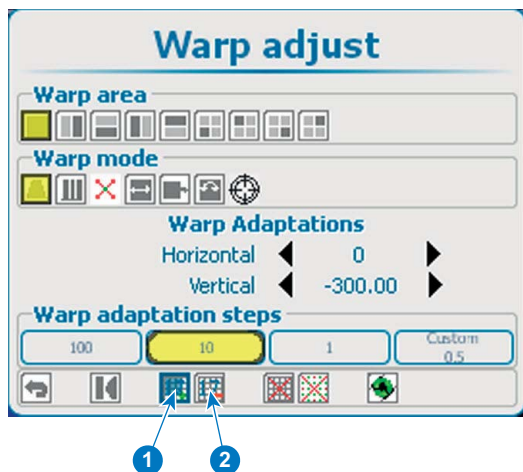 Warp adjust
Warp area
Warp mode
Warp Adaptations
Horizontal 0
Vertical -300.00
Warp adaptation steps
100 10 1 Custom 0.5
1 2